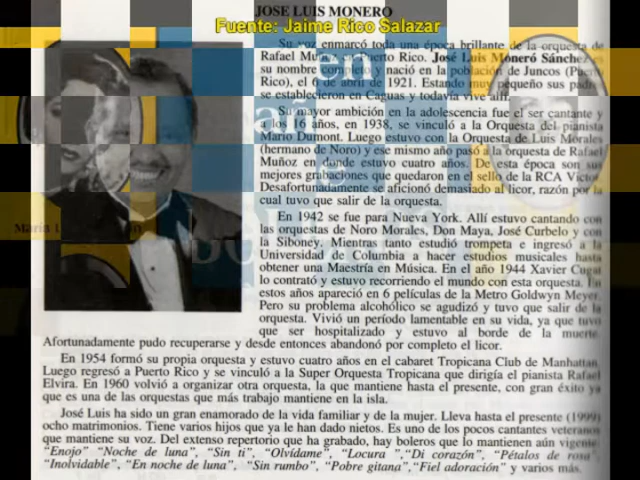 JOSE LUIS MONERO
Fuente: Jaime Rico Salazar
Su voz enmarcó toda una época brillante de la orquesta de
Rafael Puerto Rico. José Luis Moneró Sánchez es
su nombre completo y nació en la población de Juncos (Puerto
Rico), el 6 de abril de 1921. Estando muy pequeño sus padres
se establecieron en Caguas y todavía vive allí.
Su mayor ambición en la adolescencia fue el ser cantante y
a los 16 años, en 1938, se vinculó a la Orquesta del pianista
Mario Dumont. Luego estuvo con la Orquesta de Luis Morales
(hermano de Noro) y ese mismo año pasó a la orquesta de Rafael
Muñoz en donde estuvo cuatro años. De esta época son sus
mejores grabaciones que quedaron en el sello de la RCA Victor.
Desafortunadamente se aficionó demasiado al licor, razón por la
cual tuvo que salir de la orquesta.
En 1942 se fue para Nueva York. Allí estuvo cantando con
las orquestas de Noro Morales, Don Maya, José Curbelo y con
la Siboney. Mientras tanto estudió trompeta e ingresó a la
Universidad de Columbia a hacer estudios musicales hasta
obtener una Maestría en Música. En el año 1944 Xavier Cugat
lo contrató y estuvo recorriendo el mundo con esta orquesta. En
estos años apareció en 6 películas de la Metro Goldwyn Meyer.
Pero su problema alcohólico se agudizó y tuvo que salir de la
orquesta. Vivió un período lamentable en su vida, ya que tuvo
que ser hospitalizado y estuvo al borde de la muerte.
Afortunadamente pudo recuperarse y desde entonces abandonó por completo el licor.
En 1954 formó su propia orquesta y estuvo cuatro años en el cabaret Tropicana Club de Manhattan.
Luego regresó a Puerto Rico y se vinculó a la Super Orquesta Tropicana que dirigía el pianista Rafael
Elvira. En 1960 volvió a organizar otra orquesta, la que mantiene hasta el presente, con gran éxito ya
que es una de las orquestas que más trabajo mantiene en la isla.
José Luis ha sido un gran enamorado de la vida familiar y de la mujer. Lleva hasta el presente (1999)
ocho matrimonios. Tiene varios hijos que ya le han dado nietos. Es uno de los pocos cantantes veteranos
que mantiene su voz. Del extenso repertorio que ha grabado, hay boleros que lo mantienen aún vigente:
"Enojo" "Noche de luna", "Sin ti", "Olvídame", "Locura ","Di corazón", "Pétalos de rosa",
"Inolvidable", "En noche de luna", "Sin rumbo", "Pobre gitana","Fiel adoración" y varios más.